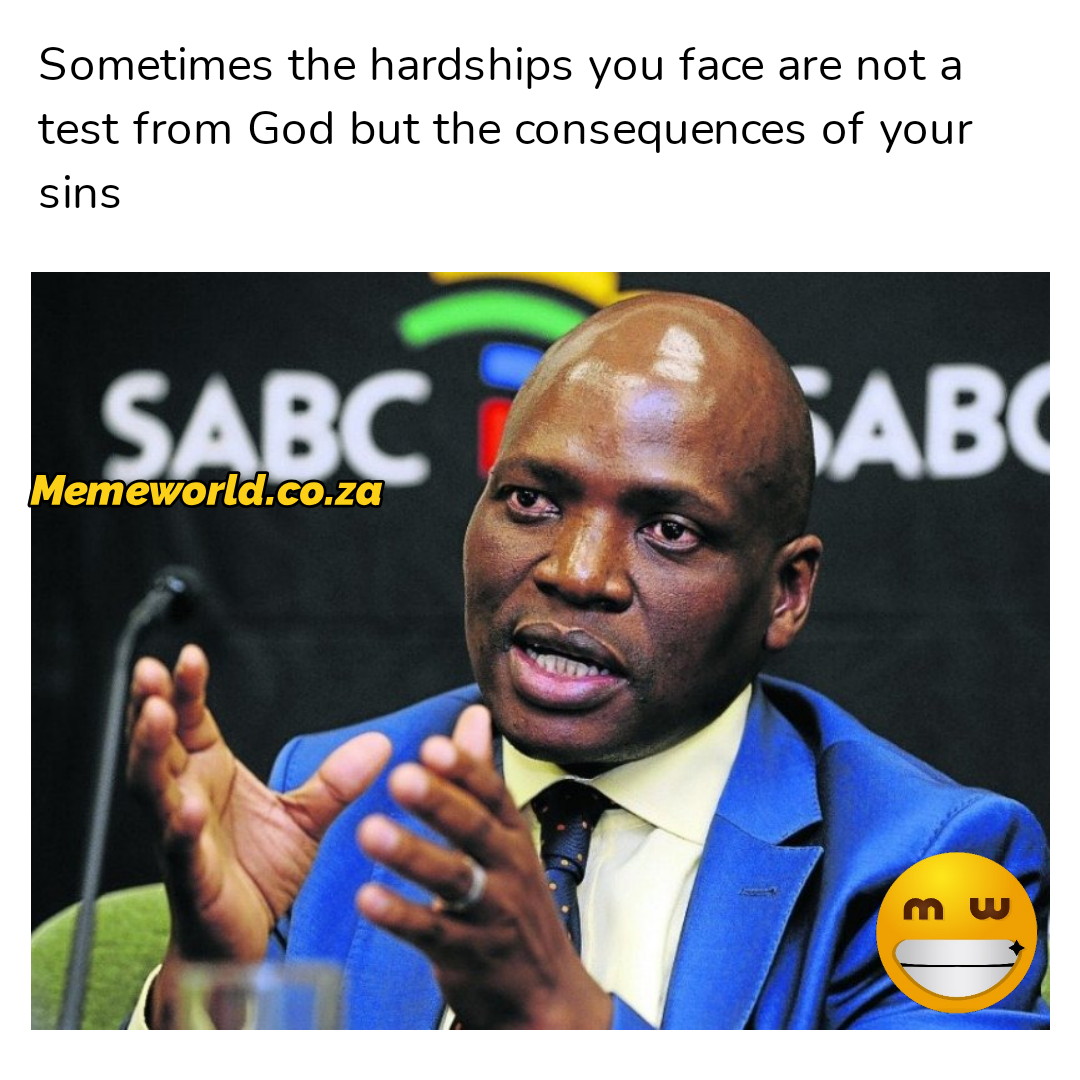 Sometimes the hardships you face are not a
test from God but the consequences of your
sins
SABC
SABC
Memeworld.co.za
m w